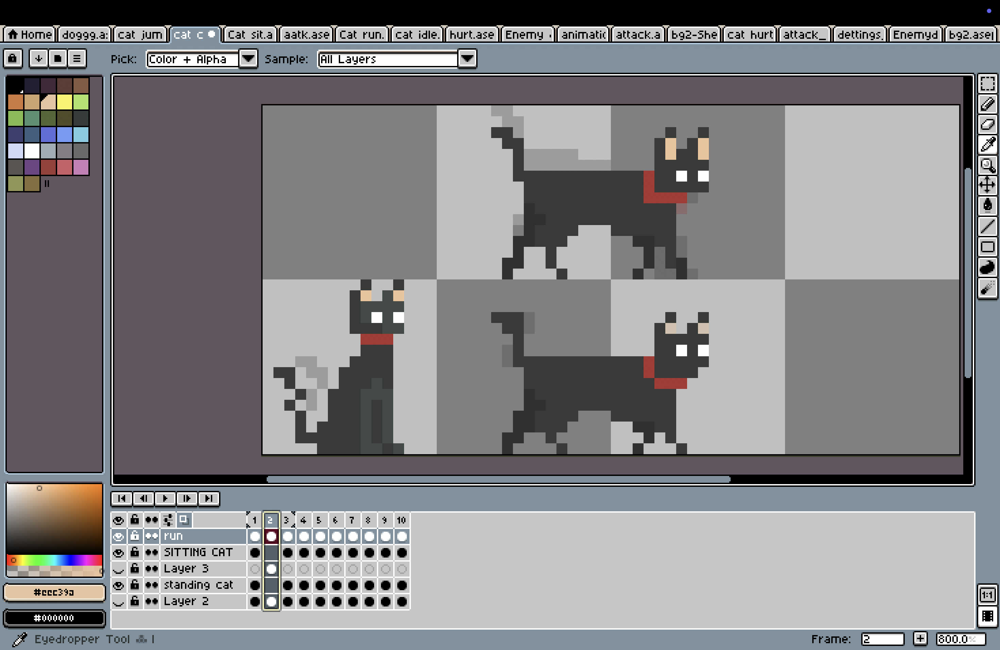 Home doggg.a: cat jum cat c Cat sit.a aatk.ase Cat run. cat idle. hurt.ase Enemy animatic attack.a bg2-She cat hurt attack_ dettings. Enemyd bg2.ase
Pick: Color + Alpha Sample: All Layers
1 2 3 4 5 6 7 8 9 10
run
SITTING CAT
Layer 3
standing cat
Layer 2
#eec39a
#000000
1:1
Eyedropper Tool
Frame: 2 + 800.0%